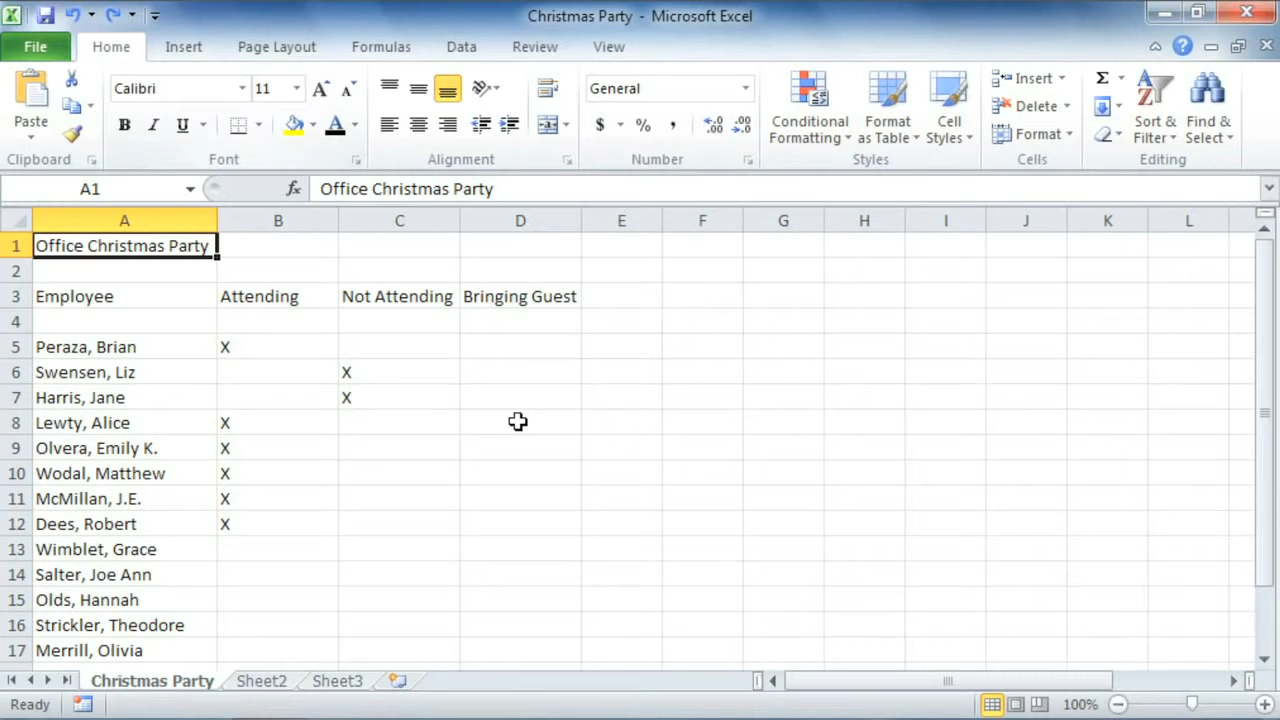 Christmas Party - Microsoft Excel
File Home Insert Page Layout Formulas Data Review View
Paste
Clipboard
Calibri 11
B I U A
Font
Alignment
General
$ % ,
Number
Conditional Formatting
Format as Table
Cell Styles
Styles
Insert
Delete
Format
Cells
Σ
Sort & Filter
Find & Select
Editing
A1 fx Office Christmas Party
A B C D E F G H I J K L
1 Office Christmas Party
2
3 Employee Attending Not Attending Bringing Guest
4
5 Peraza, Brian X
6 Swensen, Liz X
7 Harris, Jane X
8 Lewty, Alice X
9 Olvera, Emily K. X
10 Wodal, Matthew X
11 McMillan, J.E. X
12 Dees, Robert X
13 Wimblet, Grace
14 Salter, Joe Ann
15 Olds, Hannah
16 Strickler, Theodore
17 Merrill, Olivia
Christmas Party Sheet2 Sheet3
Ready 100%